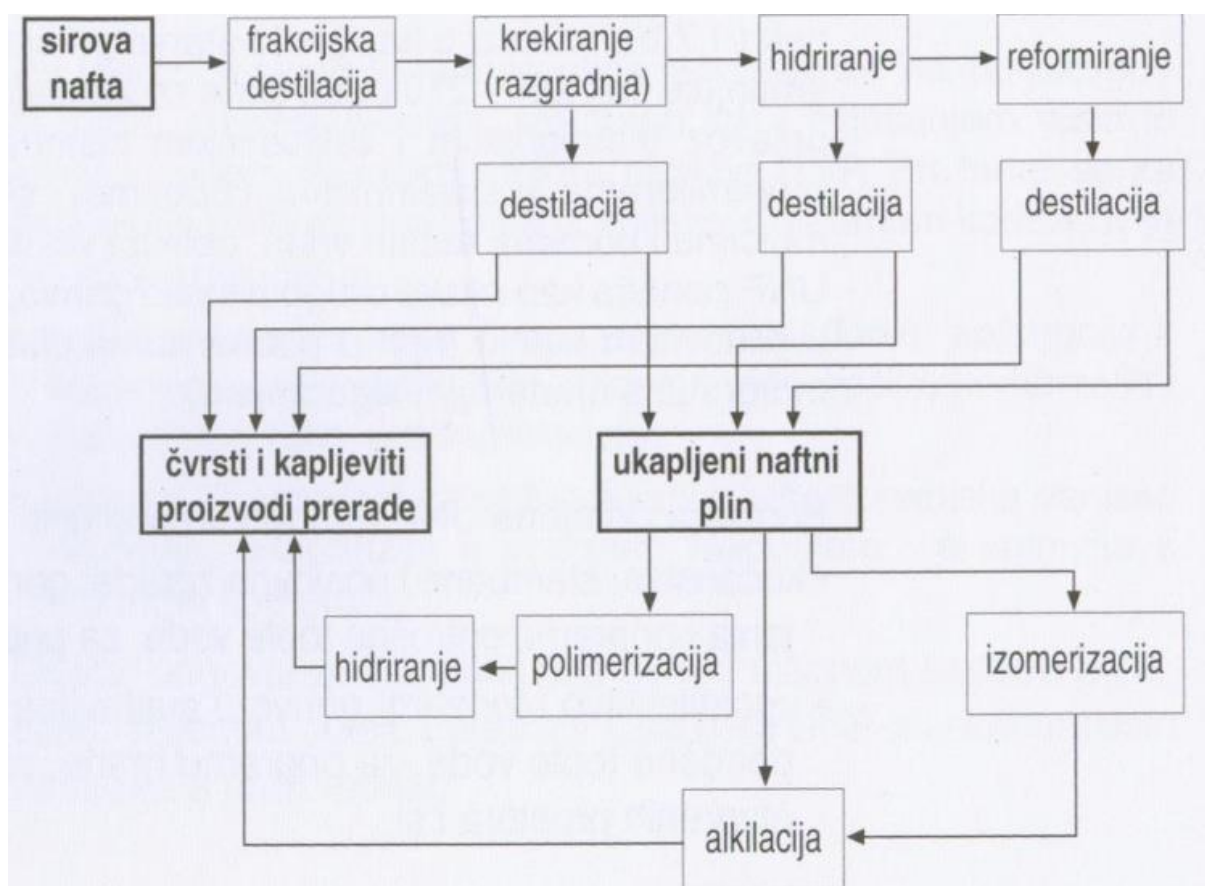 sirova
nafta
frakcijska
destilacija
krekiranje
(razgradnja)
hidriranje
reformiranje
destilacija
destilacija
destilacija
čvrsti i kapljeviti
proizvodi prerade
ukapljeni naftni
plin
hidriranje
polimerizacija
izomerizacija
alkilacija